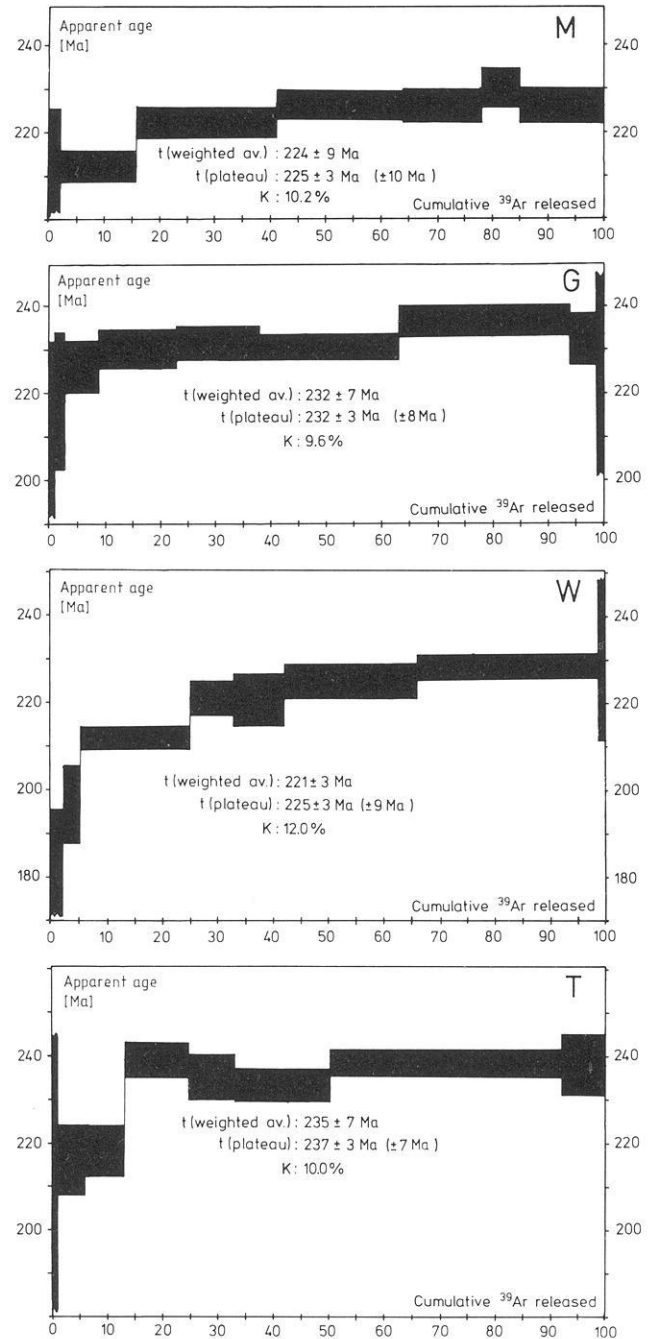 Apparent age
[Ma]
M
240 240
220 220
t (weighted av.) : 224 ± 9 Ma
t (plateau) : 225 ± 3 Ma (±10 Ma)
K : 10.2 %
Cumulative ³⁹Ar released
0 10 20 30 40 50 60 70 80 90 100
Apparent age
[Ma]
G
240 240
220 220
200 200
t (weighted av.) : 232 ± 7 Ma
t (plateau) : 232 ± 3 Ma (±8 Ma)
K : 9.6 %
Cumulative ³⁹Ar released
0 10 20 30 40 50 60 70 80 90 100
Apparent age
[Ma]
W
240 240
220 220
200 200
180 180
t (weighted av.) : 221 ± 3 Ma
t (plateau) : 225 ± 3 Ma (±9 Ma)
K : 12.0 %
Cumulative ³⁹Ar released
0 10 20 30 40 50 60 70 80 90 100
Apparent age
[Ma]
T
240 240
220 220
200 200
t (weighted av.) : 235 ± 7 Ma
t (plateau) : 237 ± 3 Ma (±7 Ma)
K : 10.0 %
Cumulative ³⁹Ar released
0 10 20 30 40 50 60 70 80 90 100